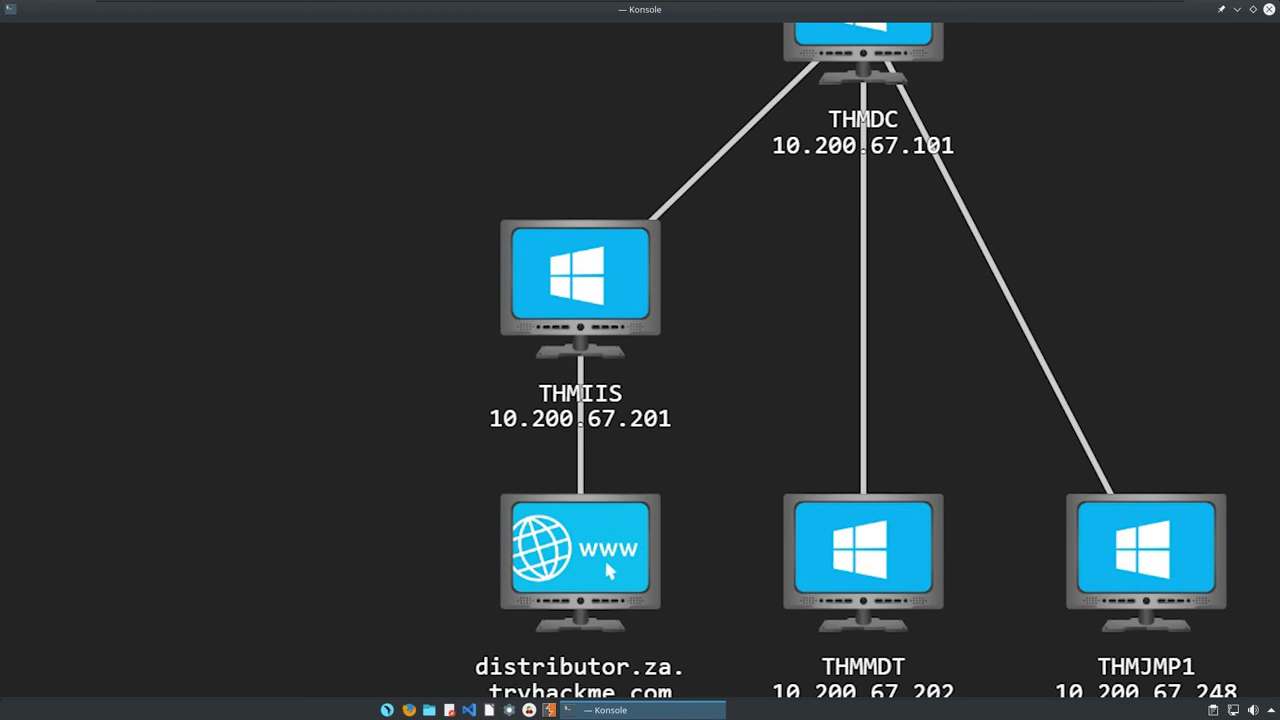 — Konsole
THMDC
10.200.67.101
THMIIS
10.200.67.201
www
distributor.za.
tryhackme.com
THMMDT
10.200.67.202
THMJMP1
10.200.67.248
— Konsole